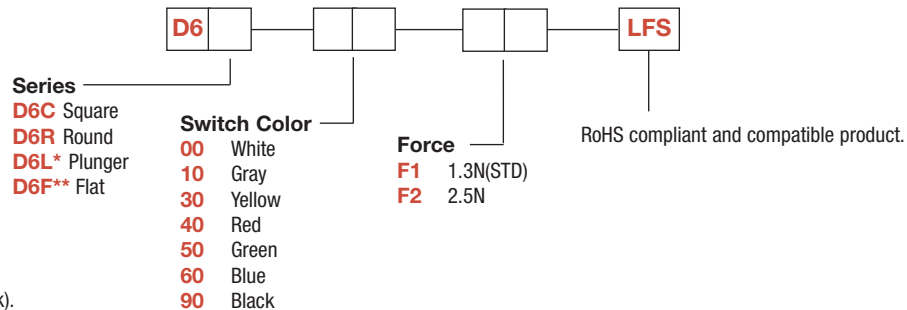 D6 LFS
Series
D6C Square
D6R Round
D6L* Plunger
D6F** Flat
Switch Color
00 White
10 Gray
30 Yellow
40 Red
50 Green
60 Blue
90 Black
Force
F1 1.3N(STD)
F2 2.5N
RoHS compliant and compatible product.
).